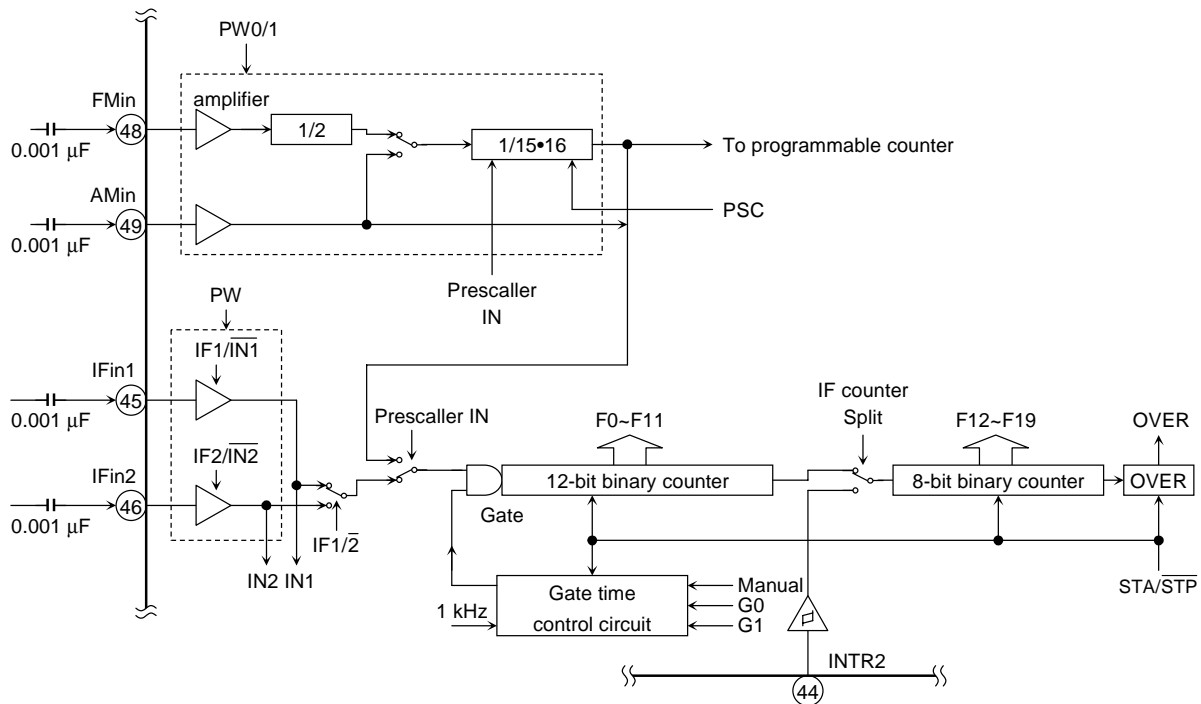 PW0/1
FMin
amplifier
48
1/2
1/15•16
To programmable counter
0.001 μF
AMin
49
PSC
0.001 μF
Prescaller
IN
PW
IFin1
IF1/IN1
45
0.001 μF
Prescaller IN
IF counter
Split
F0~F11
F12~F19
OVER
IFin2
IF2/IN2
46
12-bit binary counter
8-bit binary counter
OVER
0.001 μF
Gate
IF1/2
IN2 IN1
STA/STP
Gate time
control circuit
Manual
G0
G1
1 kHz
INTR2
44